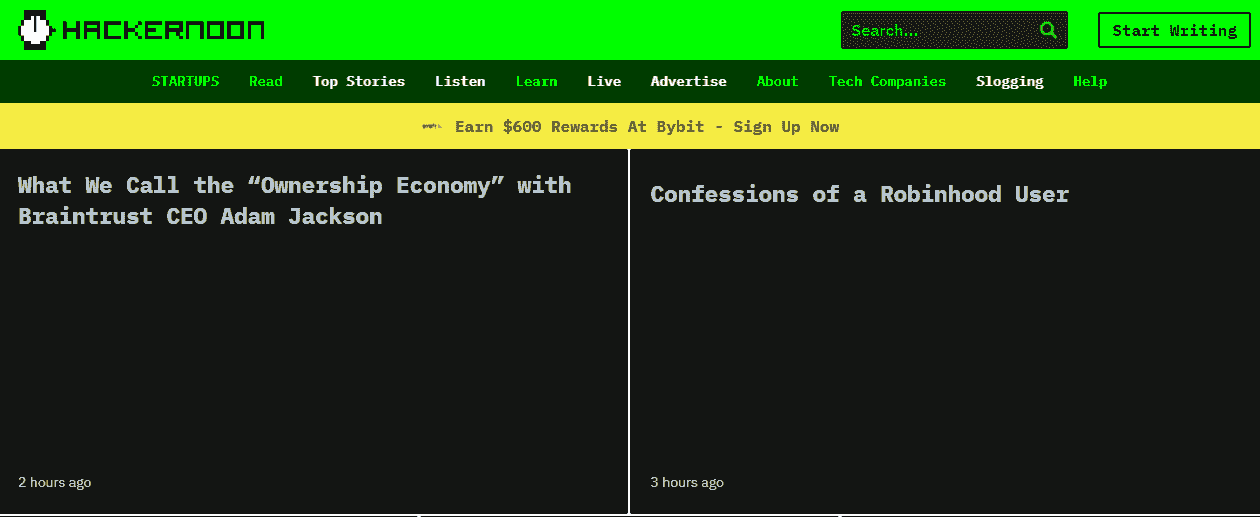 HACKERNOON
Search...
Start Writing
STARTUPS Read Top Stories Listen Learn Live Advertise About Tech Companies Slogging Help
Earn $600 Rewards At Bybit - Sign Up Now
What We Call the “Ownership Economy” with
Braintrust CEO Adam Jackson
2 hours ago
Confessions of a Robinhood User
3 hours ago